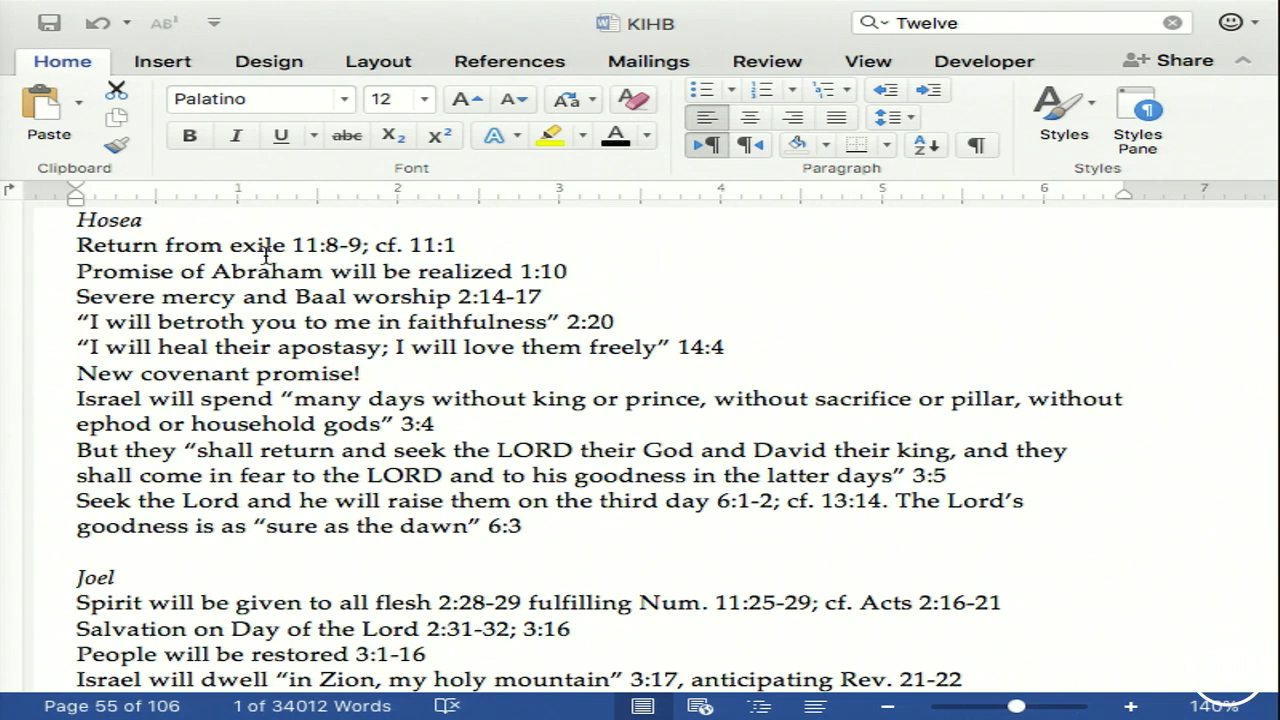 KIHB
Twelve
Home Insert Design Layout References Mailings Review View Developer Share
Palatino 12
Paste
B I U abc X₂ X² A A
Styles Styles Pane
Clipboard Font Paragraph Styles
1 2 3 4 5 6 7
Hosea
Return from exile 11:8-9; cf. 11:1
Promise of Abraham will be realized 1:10
Severe mercy and Baal worship 2:14-17
“I will betroth you to me in faithfulness” 2:20
“I will heal their apostasy; I will love them freely” 14:4
New covenant promise!
Israel will spend “many days without king or prince, without sacrifice or pillar, without
ephod or household gods” 3:4
But they “shall return and seek the LORD their God and David their king, and they
shall come in fear to the LORD and to his goodness in the latter days” 3:5
Seek the Lord and he will raise them on the third day 6:1-2; cf. 13:14. The Lord’s
goodness is as “sure as the dawn” 6:3
Joel
Spirit will be given to all flesh 2:28-29 fulfilling Num. 11:25-29; cf. Acts 2:16-21
Salvation on Day of the Lord 2:31-32; 3:16
People will be restored 3:1-16
Israel will dwell “in Zion, my holy mountain” 3:17, anticipating Rev. 21-22
Page 55 of 106 1 of 34012 Words 140%